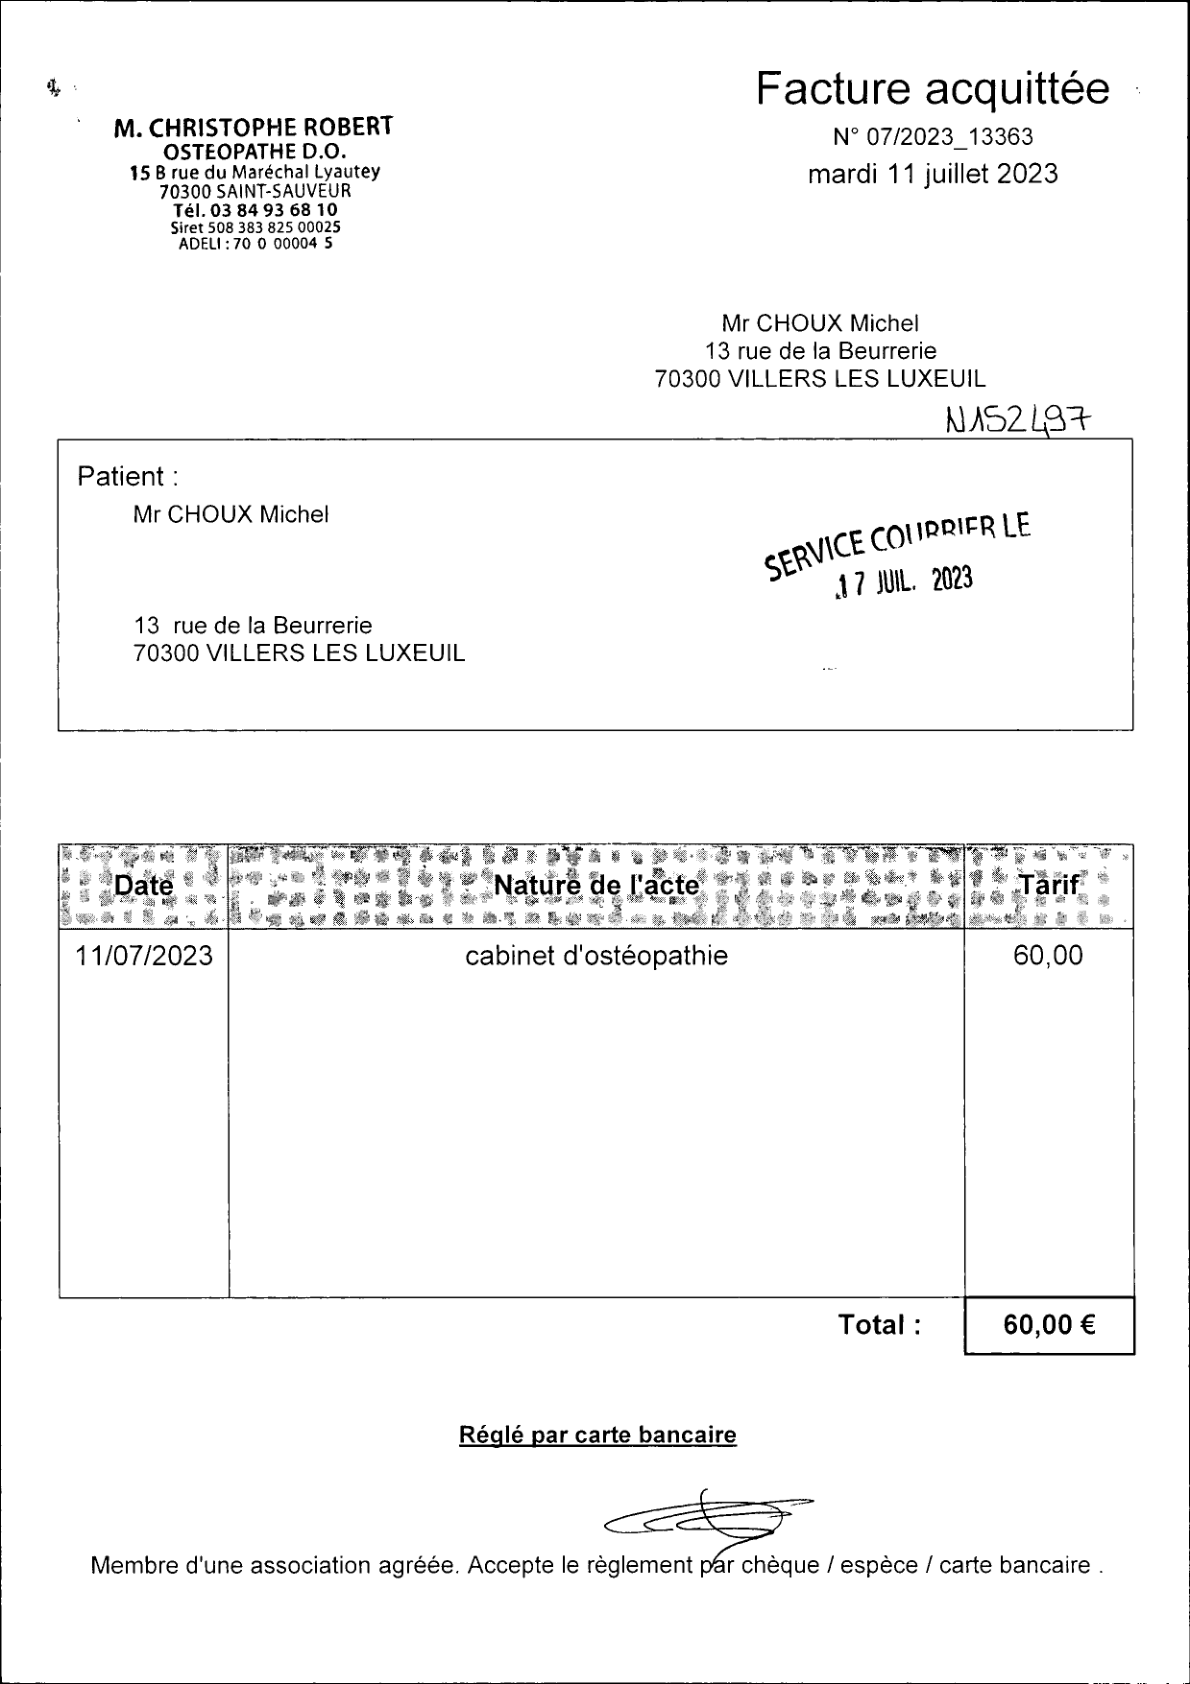 Facture acquittée
N° 07/2023_13363
mardi 11 juillet 2023
M. CHRISTOPHE ROBERT
OSTEOPATHE D.O.
15 B rue du Maréchal Lyautey
70300 SAINT-SAUVEUR
Tél. 03 84 93 68 10
Siret 508 383 825 00025
ADELI : 70 0 00004 5
Mr CHOUX Michel
13 rue de la Beurrerie
70300 VILLERS LES LUXEUIL
N152497
Patient :
Mr CHOUX Michel
13 rue de la Beurrerie
70300 VILLERS LES LUXEUIL
SERVICE COURRIER LE
17 JUIL. 2023
Date Nature de l'acte Tarif
11/07/2023 cabinet d'ostéopathie 60,00
Total : 60,00 €
Réglé par carte bancaire
Membre d'une association agréée. Accepte le règlement par chèque / espèce / carte bancaire .